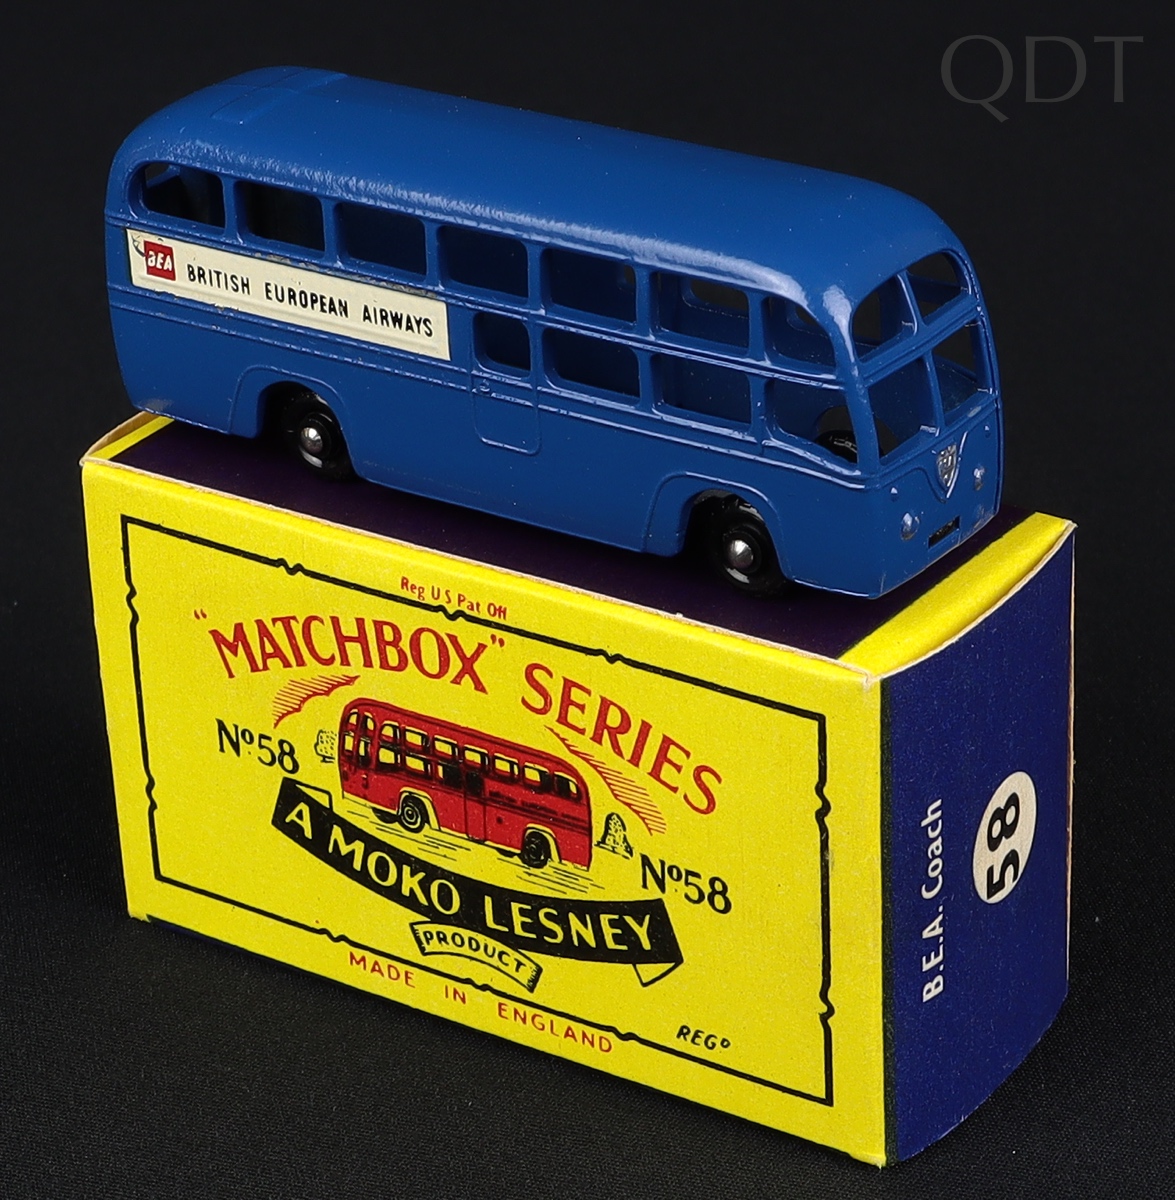 QDT
BEA BRITISH EUROPEAN AIRWAYS
Reg U S Pat Off
"MATCHBOX" SERIES
No58
A MOKO LESNEY
No58
PRODUCT
MADE IN ENGLAND
REGD
B.E.A. Coach
58